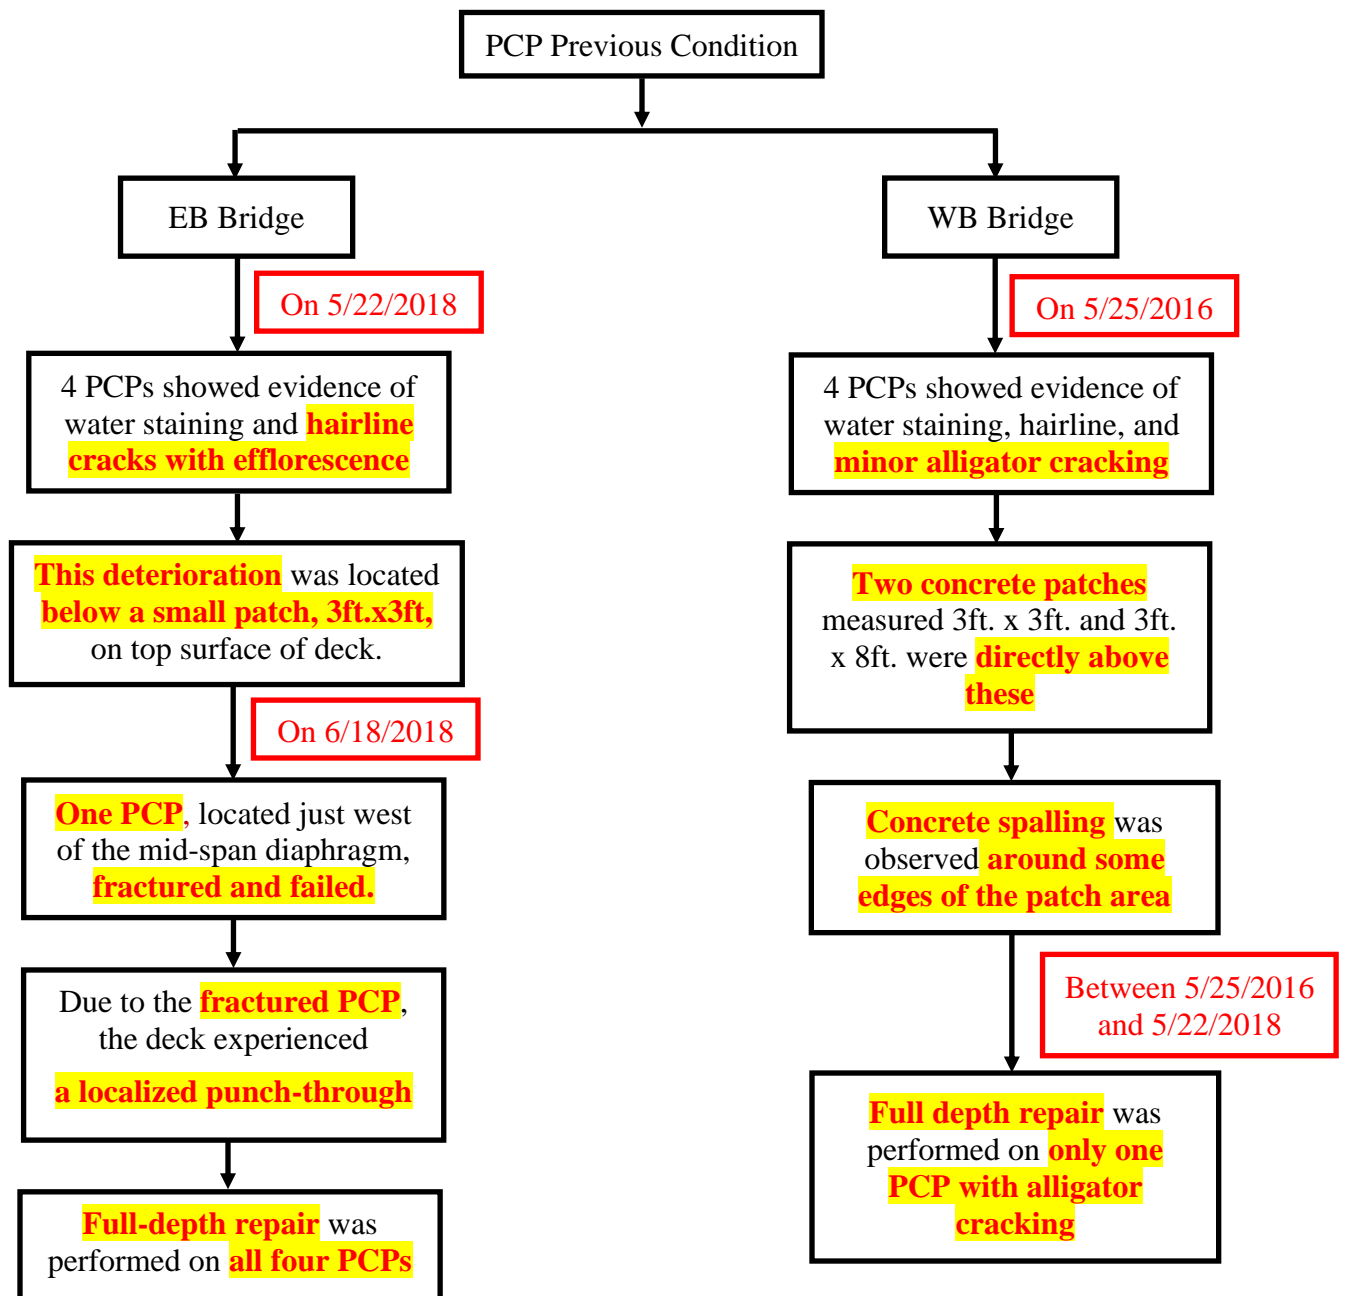 PCP Previous Condition
EB Bridge
On 5/22/2018
4 PCPs showed evidence of
water staining and hairline
cracks with efflorescence
This deterioration was located
below a small patch, 3ft.x3ft,
on top surface of deck.
On 6/18/2018
One PCP, located just west
of the mid-span diaphragm,
fractured and failed.
Due to the fractured PCP,
the deck experienced
a localized punch-through
Full-depth repair was
performed on all four PCPs
WB Bridge
On 5/25/2016
4 PCPs showed evidence of
water staining, hairline, and
minor alligator cracking
Two concrete patches
measured 3ft. x 3ft. and 3ft.
x 8ft. were directly above
these
Concrete spalling was
observed around some
edges of the patch area
Between 5/25/2016
and 5/22/2018
Full depth repair was
performed on only one
PCP with alligator
cracking